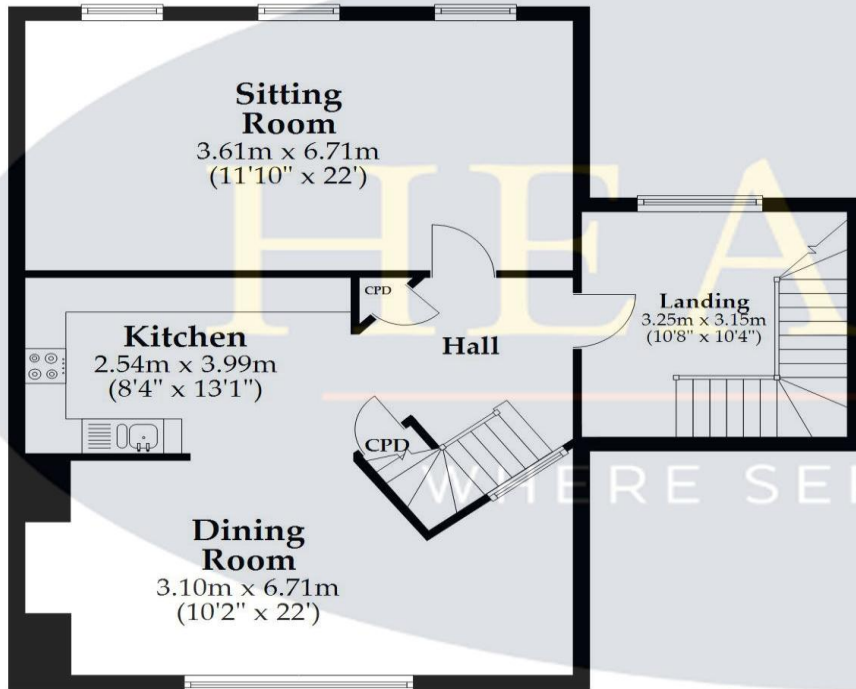 Sitting
Room
3.61m x 6.71m
(11'10" x 22')
HEA
CPD
Landing
3.25m x 3.15m
(10'8" x 10'4")
Kitchen
2.54m x 3.99m
(8'4" x 13'1")
Hall
CPD
WHERE SE
Dining
Room
3.10m x 6.71m
(10'2" x 22')